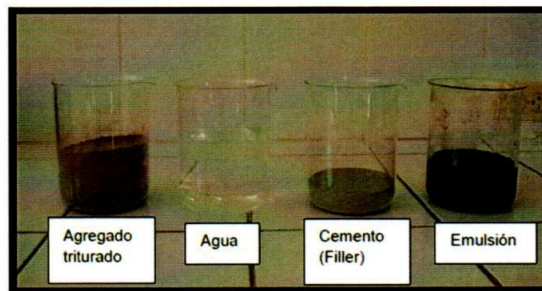 Agregado
triturado
Agua
Cemento
(Filler)
Emulsión